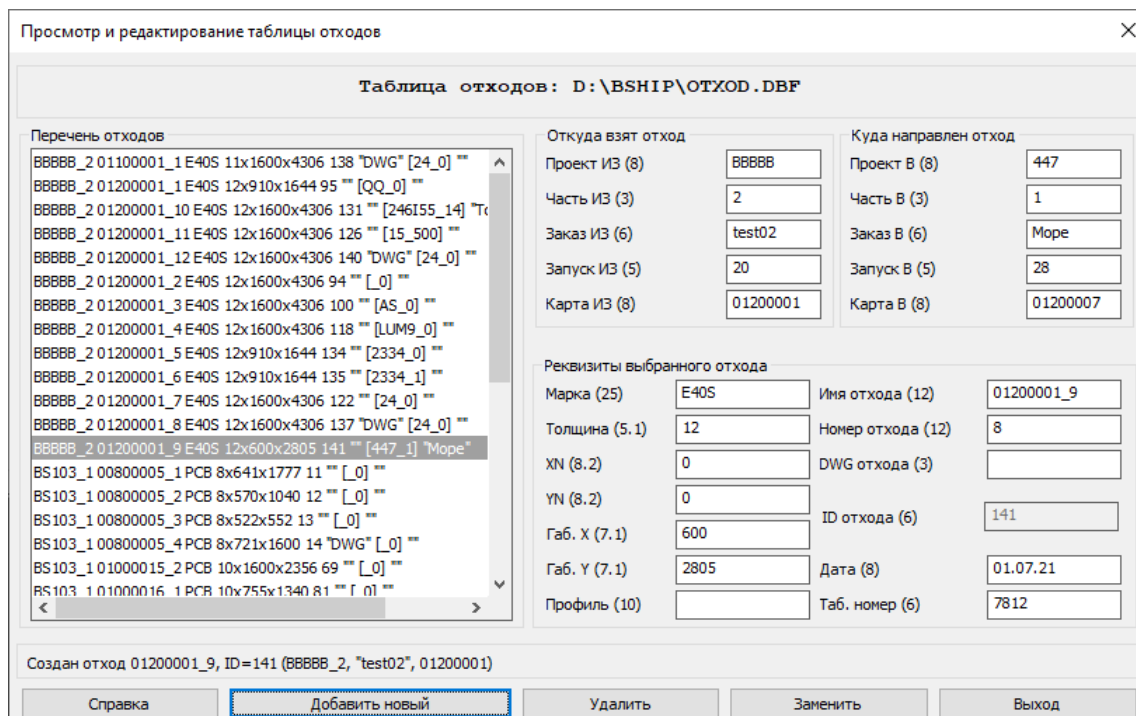 Просмотр и редактирование таблицы отходов
Таблица отходов: D:\BSHIP\OTXOD.DBF
Перечень отходов
BBBBB_2 01100001_1 E40S 11x1600x4306 138 "DWG" [24_0] ""
BBBBB_2 01200001_1 E40S 12x910x1644 95 "" [QQ_0] ""
BBBBB_2 01200001_10 E40S 12x1600x4306 131 "" [246I55_14] "То
BBBBB_2 01200001_11 E40S 12x1600x4306 126 "" [15_500] ""
BBBBB_2 01200001_12 E40S 12x1600x4306 140 "DWG" [24_0] ""
BBBBB_2 01200001_2 E40S 12x1600x4306 94 "" [_0] ""
BBBBB_2 01200001_3 E40S 12x1600x4306 100 "" [AS_0] ""
BBBBB_2 01200001_4 E40S 12x1600x4306 118 "" [LUM9_0] ""
BBBBB_2 01200001_5 E40S 12x910x1644 134 "" [2334_0] ""
BBBBB_2 01200001_6 E40S 12x910x1644 135 "" [2334_1] ""
BBBBB_2 01200001_7 E40S 12x1600x4306 122 "" [24_0] ""
BBBBB_2 01200001_8 E40S 12x1600x4306 137 "DWG" [24_0] ""
BBBBB_2 01200001_9 E40S 12x600x2805 141 "" [447_1] "Море"
BS103_1 00800005_1 PCB 8x641x1777 11 "" [_0] ""
BS103_1 00800005_2 PCB 8x570x1040 12 "" [_0] ""
BS103_1 00800005_3 PCB 8x522x552 13 "" [_0] ""
BS103_1 00800005_4 PCB 8x721x1600 14 "DWG" [_0] ""
BS103_1 01000015_2 PCB 10x1600x2356 69 "" [_0] ""
BS103_1 01000016_1 PCB 10x755x1340 81 "" [_0] ""
Откуда взят отход
Проект ИЗ (8) BBBBB
Часть ИЗ (3) 2
Заказ ИЗ (6) test02
Запуск ИЗ (5) 20
Карта ИЗ (8) 01200001
Куда направлен отход
Проект В (8) 447
Часть В (3) 1
Заказ В (6) Море
Запуск В (5) 28
Карта В (8) 01200007
Реквизиты выбранного отхода
Марка (25) E40S
Толщина (5.1) 12
XN (8.2) 0
YN (8.2) 0
Габ. X (7.1) 600
Габ. Y (7.1) 2805
Профиль (10)
Имя отхода (12) 01200001_9
Номер отхода (12) 8
DWG отхода (3)
ID отхода (6) 141
Дата (8) 01.07.21
Таб. номер (6) 7812
Создан отход 01200001_9, ID=141 (BBBBB_2, "test02", 01200001)
Справка Добавить новый Удалить Заменить Выход